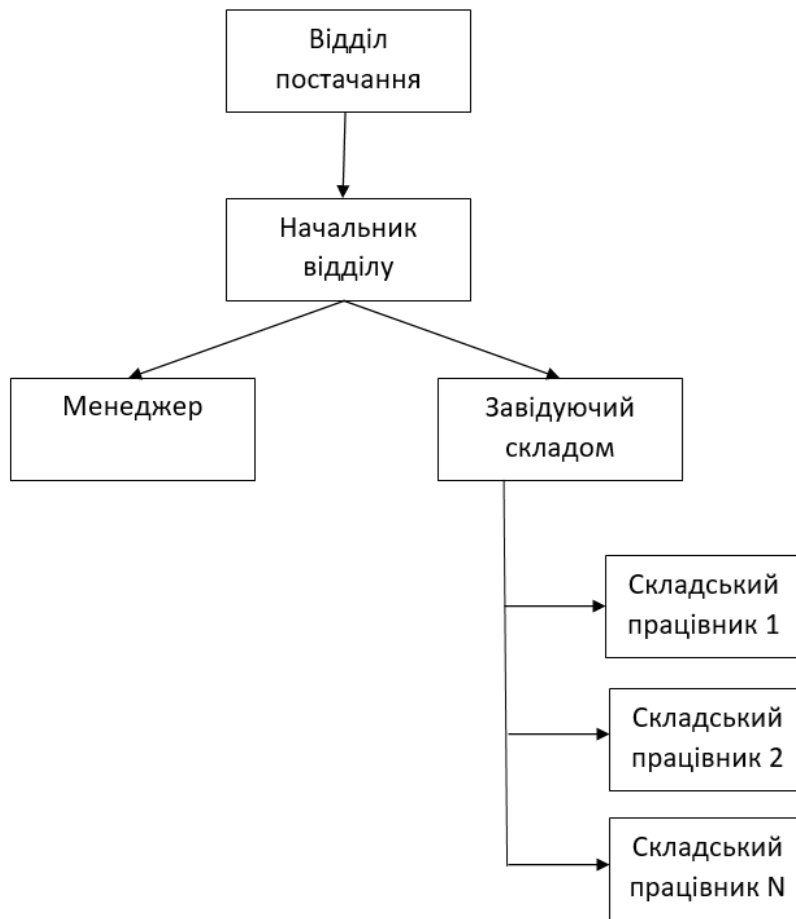 Відділ
постачання
Начальник
відділу
Менеджер
Завідуючий
складом
Складський
працівник 1
Складський
працівник 2
Складський
працівник N